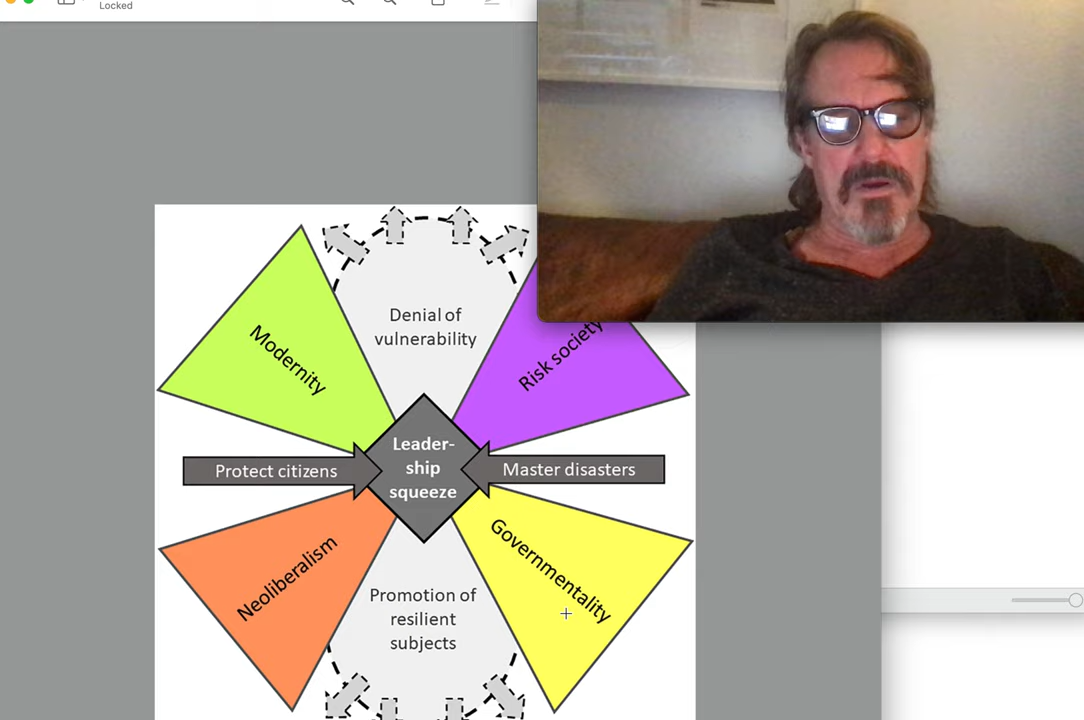 Locked
Denial of
vulnerability
Modernity
Risk society
Leader-
ship
squeeze
Protect citizens
Master disasters
Neoliberalism
Governmentality
Promotion of
resilient
subjects